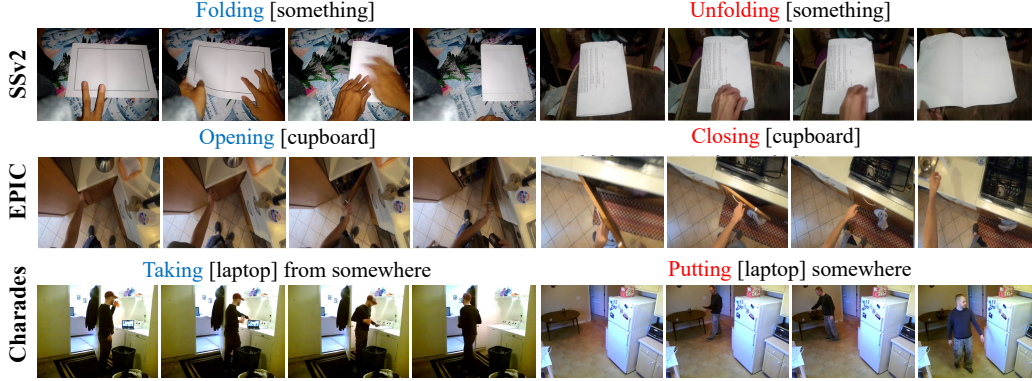 Folding [something]
Unfolding [something]
SSv2
Opening [cupboard]
Closing [cupboard]
EPIC
Taking [laptop] from somewhere
Putting [laptop] somewhere
Charades